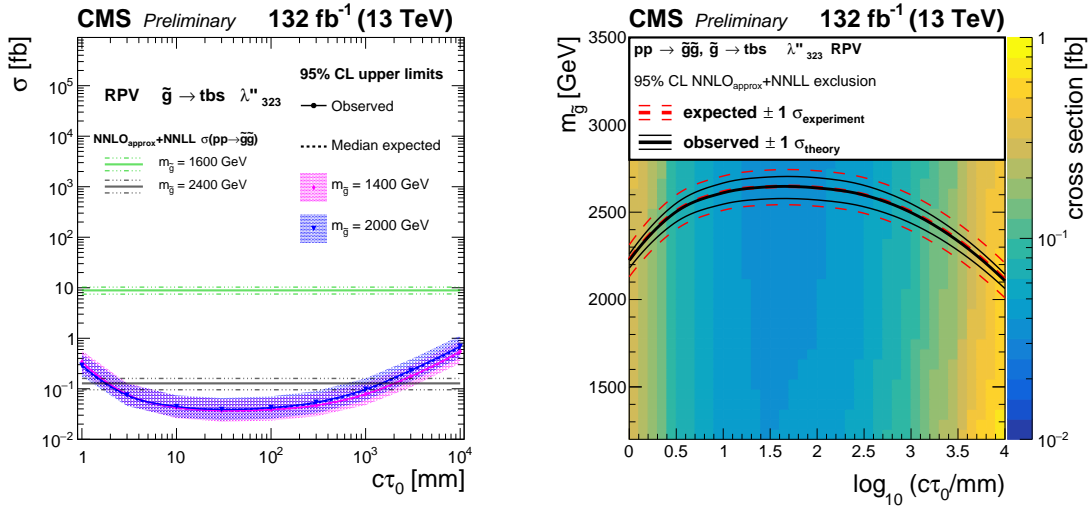 CMS Preliminary 132 fb⁻¹ (13 TeV)
σ [fb]
10⁵
10⁴
10³
10²
10
1
10⁻¹
10⁻²
RPV g̃ → tbs λ''₃₂₃
NNLOapprox+NNLL σ(pp→g̃g̃)
m_g̃ = 1600 GeV
m_g̃ = 2400 GeV
95% CL upper limits
Observed
Median expected
m_g̃ = 1400 GeV
m_g̃ = 2000 GeV
1 10 10² 10³ 10⁴
cτ₀ [mm]
CMS Preliminary 132 fb⁻¹ (13 TeV)
m_g̃ [GeV]
3500
3000
2500
2000
1500
pp → g̃g̃, g̃ → tbs λ''₃₂₃ RPV
95% CL NNLOapprox+NNLL exclusion
expected ± 1 σexperiment
observed ± 1 σtheory
0 0.5 1 1.5 2 2.5 3 3.5 4
log₁₀ (cτ₀/mm)
1
10⁻¹
10⁻²
cross section [fb]